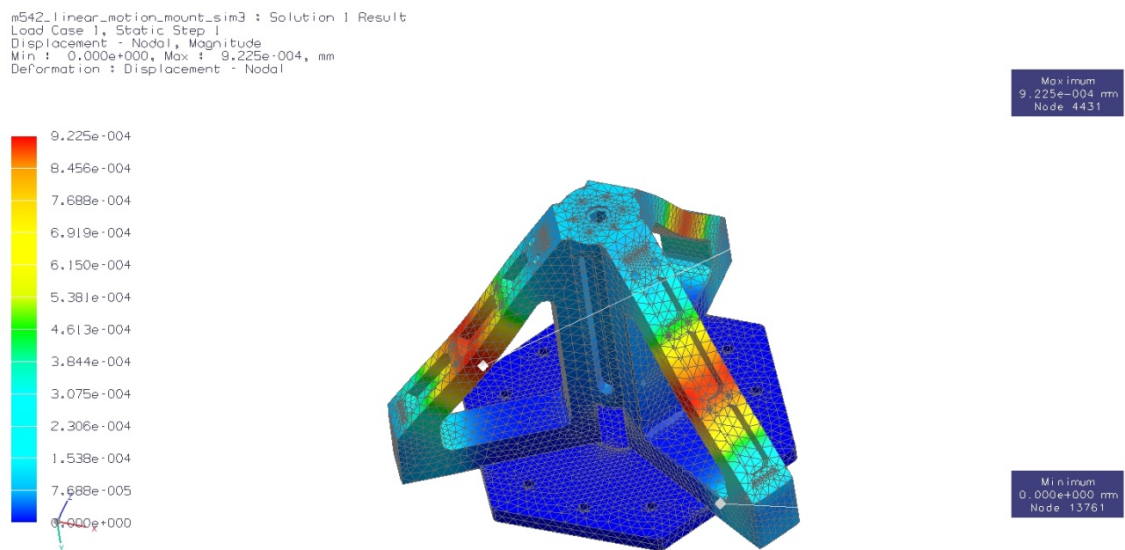 m542_linear_motion_mount_sim3 : Solution 1 Result
Load Case 1, Static Step 1
Displacement - Nodal, Magnitude
Min : 0.000e+000, Max : 9.225e-004, mm
Deformation : Displacement - Nodal
Maximum
9.225e-004 mm
Node 4431
9.225e-004
8.456e-004
7.688e-004
6.919e-004
6.150e-004
5.381e-004
4.613e-004
3.844e-004
3.075e-004
2.306e-004
1.538e-004
7.688e-005
0.000e+000
Minimum
0.000e+000 mm
Node 13761
Z
X
Y